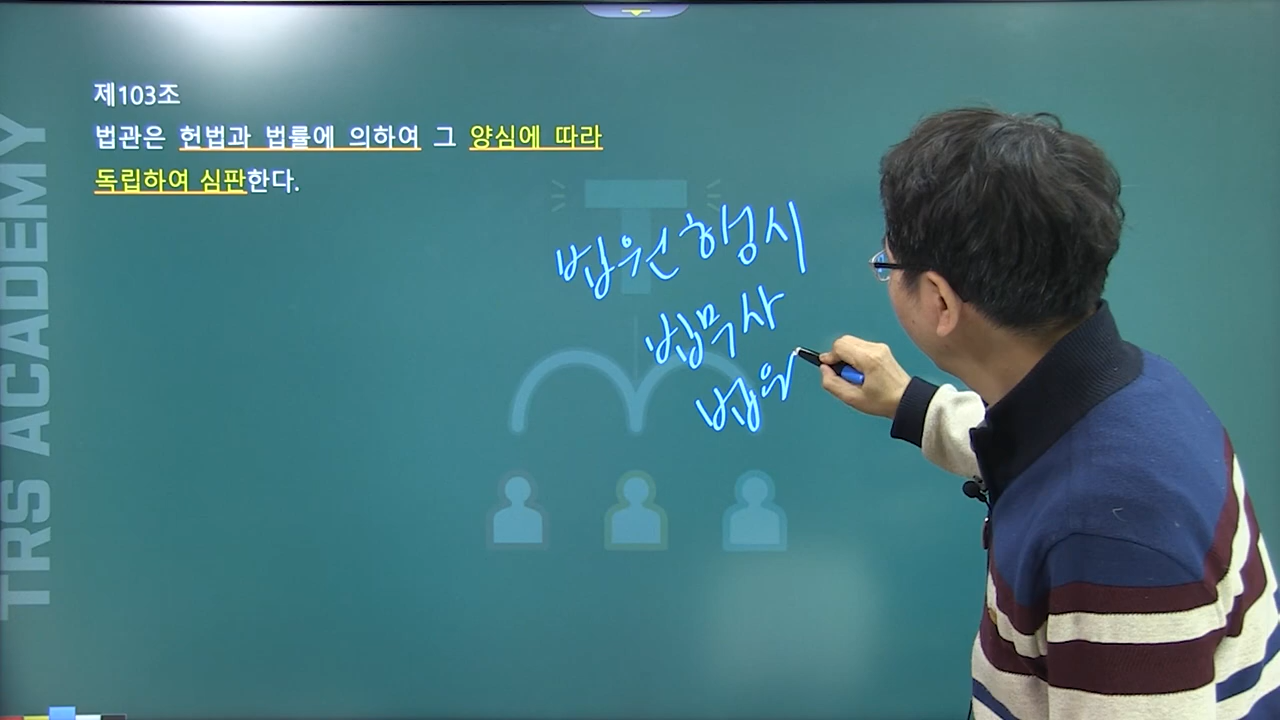 제103조
법관은 헌법과 법률에 의하여 그 양심에 따라
독립하여 심판한다.
법원행시
법무사
법원
TRS ACADEMY